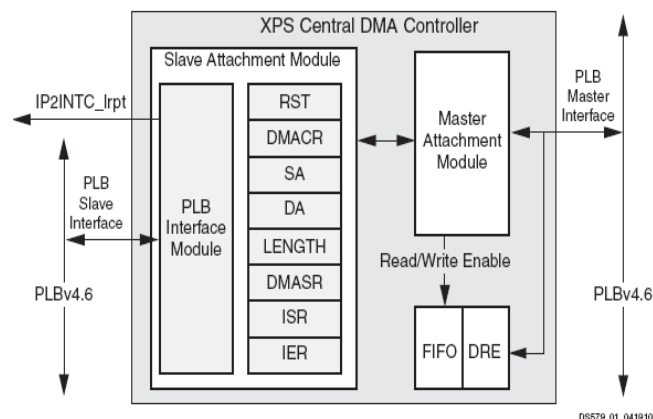 XPS Central DMA Controller
Slave Attachment Module
IP2INTC_Irpt
PLB
Slave
Interface
PLBv4.6
PLB
Interface
Module
RST
DMACR
SA
DA
LENGTH
DMASR
ISR
IER
Master
Attachment
Module
Read/Write Enable
FIFO
DRE
PLB
Master
Interface
PLBv4.6
DS579_01_041910